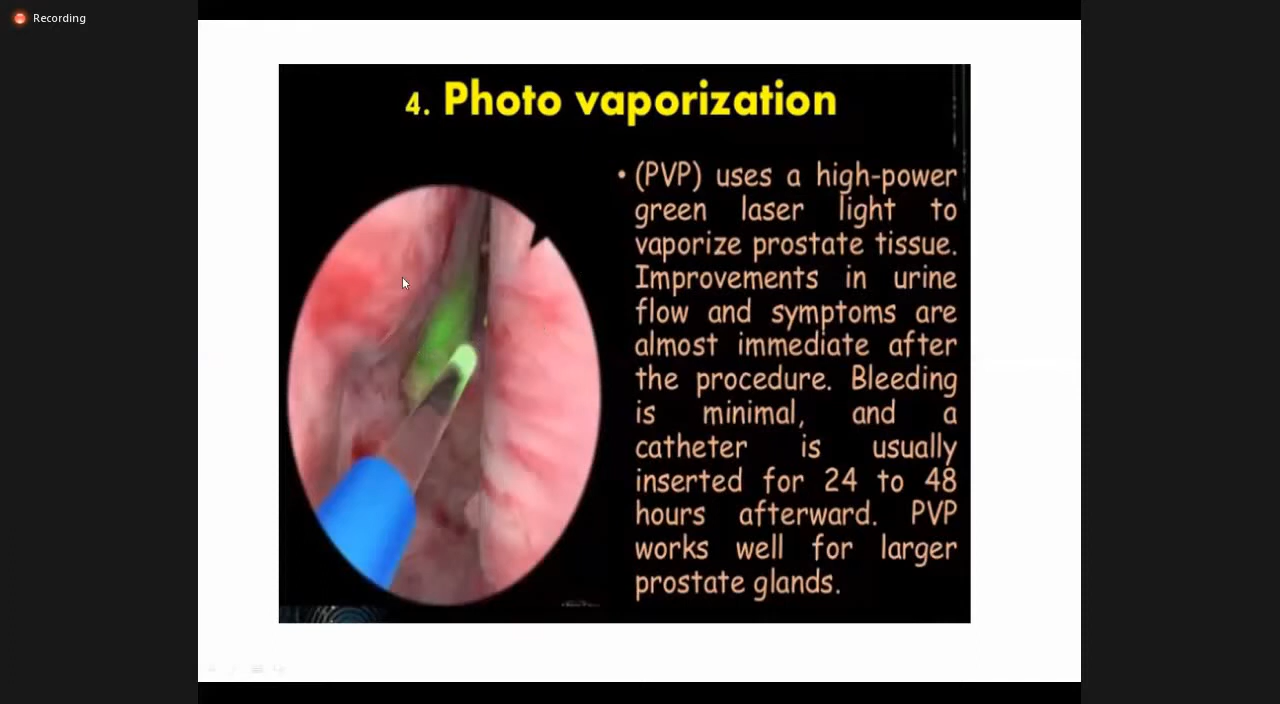 Recording
4. Photo vaporization
• (PVP) uses a high-power
green laser light to
vaporize prostate tissue.
Improvements in urine
flow and symptoms are
almost immediate after
the procedure. Bleeding
is minimal, and a
catheter is usually
inserted for 24 to 48
hours afterward. PVP
works well for larger
prostate glands.